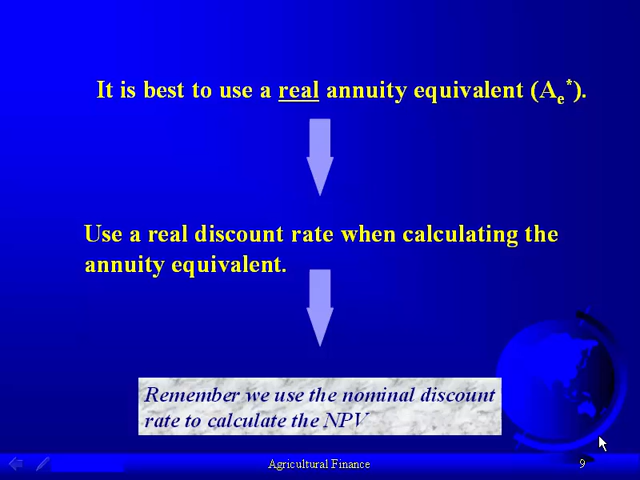 It is best to use a real annuity equivalent (Ae*).
Use a real discount rate when calculating the
annuity equivalent.
Remember we use the nominal discount
rate to calculate the NPV
Agricultural Finance
9